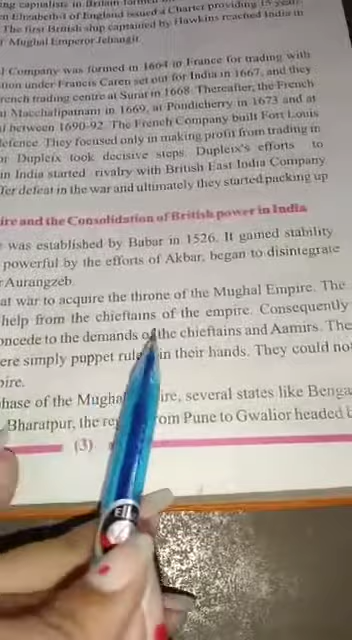 ng capitalists in Britain formed
n Elizabeth-I of England issued a Charter providing 15 year
The first British ship captained by Hawkins reached India in
Mughal Emperor Jehangir.
l Company was formed in 1664 in France for trading with
tion under Francis Caren set out for India in 1667, and they
rench trading centre at Surat in 1668. Thereafter, the French
at Macchalipatnam in 1669, at Pondicherry in 1673 and at
l between 1690-92. The French Company built Fort Louis
efence. They focused only in making profit from trading in
or Dupleix took decisive steps. Dupleix's efforts to
in India started rivalry with British East India Company
fer defeat in the war and ultimately they started packing up
ire and the Consolidation of British power in India
was established by Babar in 1526. It gained stability
powerful by the efforts of Akbar, began to disintegrate
Aurangzeb.
at war to acquire the throne of the Mughal Empire. The
help from the chieftains of the empire. Consequently
oncede to the demands of the chieftains and Aamirs. The
ere simply puppet rule in their hands. They could no
pire.
hase of the Mugha ire, several states like Benga
Bharatpur, the re rom Pune to Gwalior headed
(3)
ELL